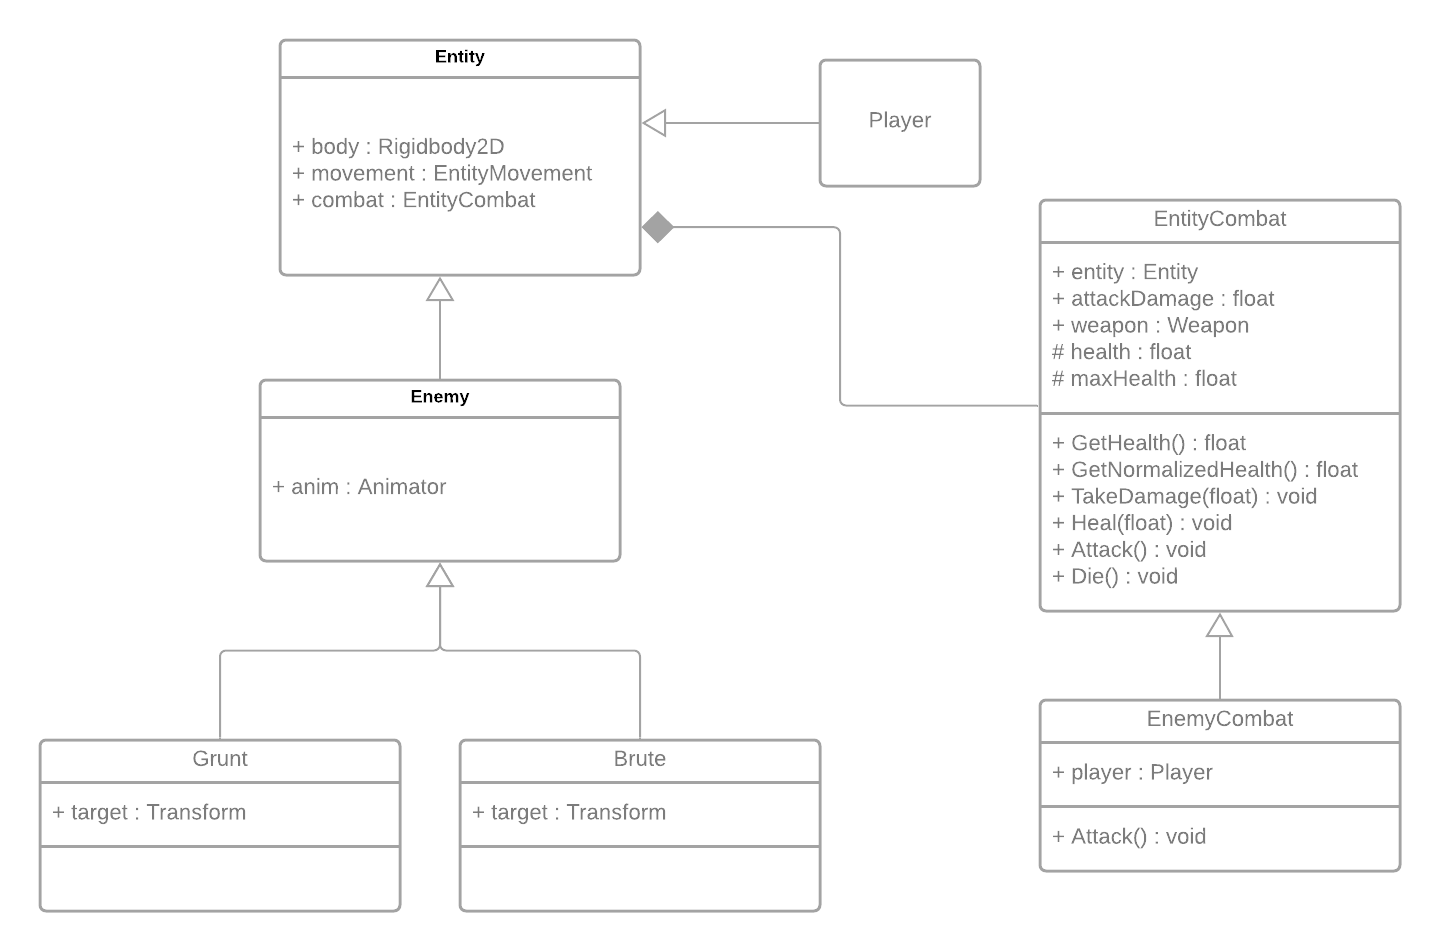 Entity
+ body : Rigidbody2D
+ movement : EntityMovement
+ combat : EntityCombat
Player
EntityCombat
+ entity : Entity
+ attackDamage : float
+ weapon : Weapon
# health : float
# maxHealth : float
+ GetHealth() : float
+ GetNormalizedHealth() : float
+ TakeDamage(float) : void
+ Heal(float) : void
+ Attack() : void
+ Die() : void
Enemy
+ anim : Animator
Grunt
+ target : Transform
Brute
+ target : Transform
EnemyCombat
+ player : Player
+ Attack() : void